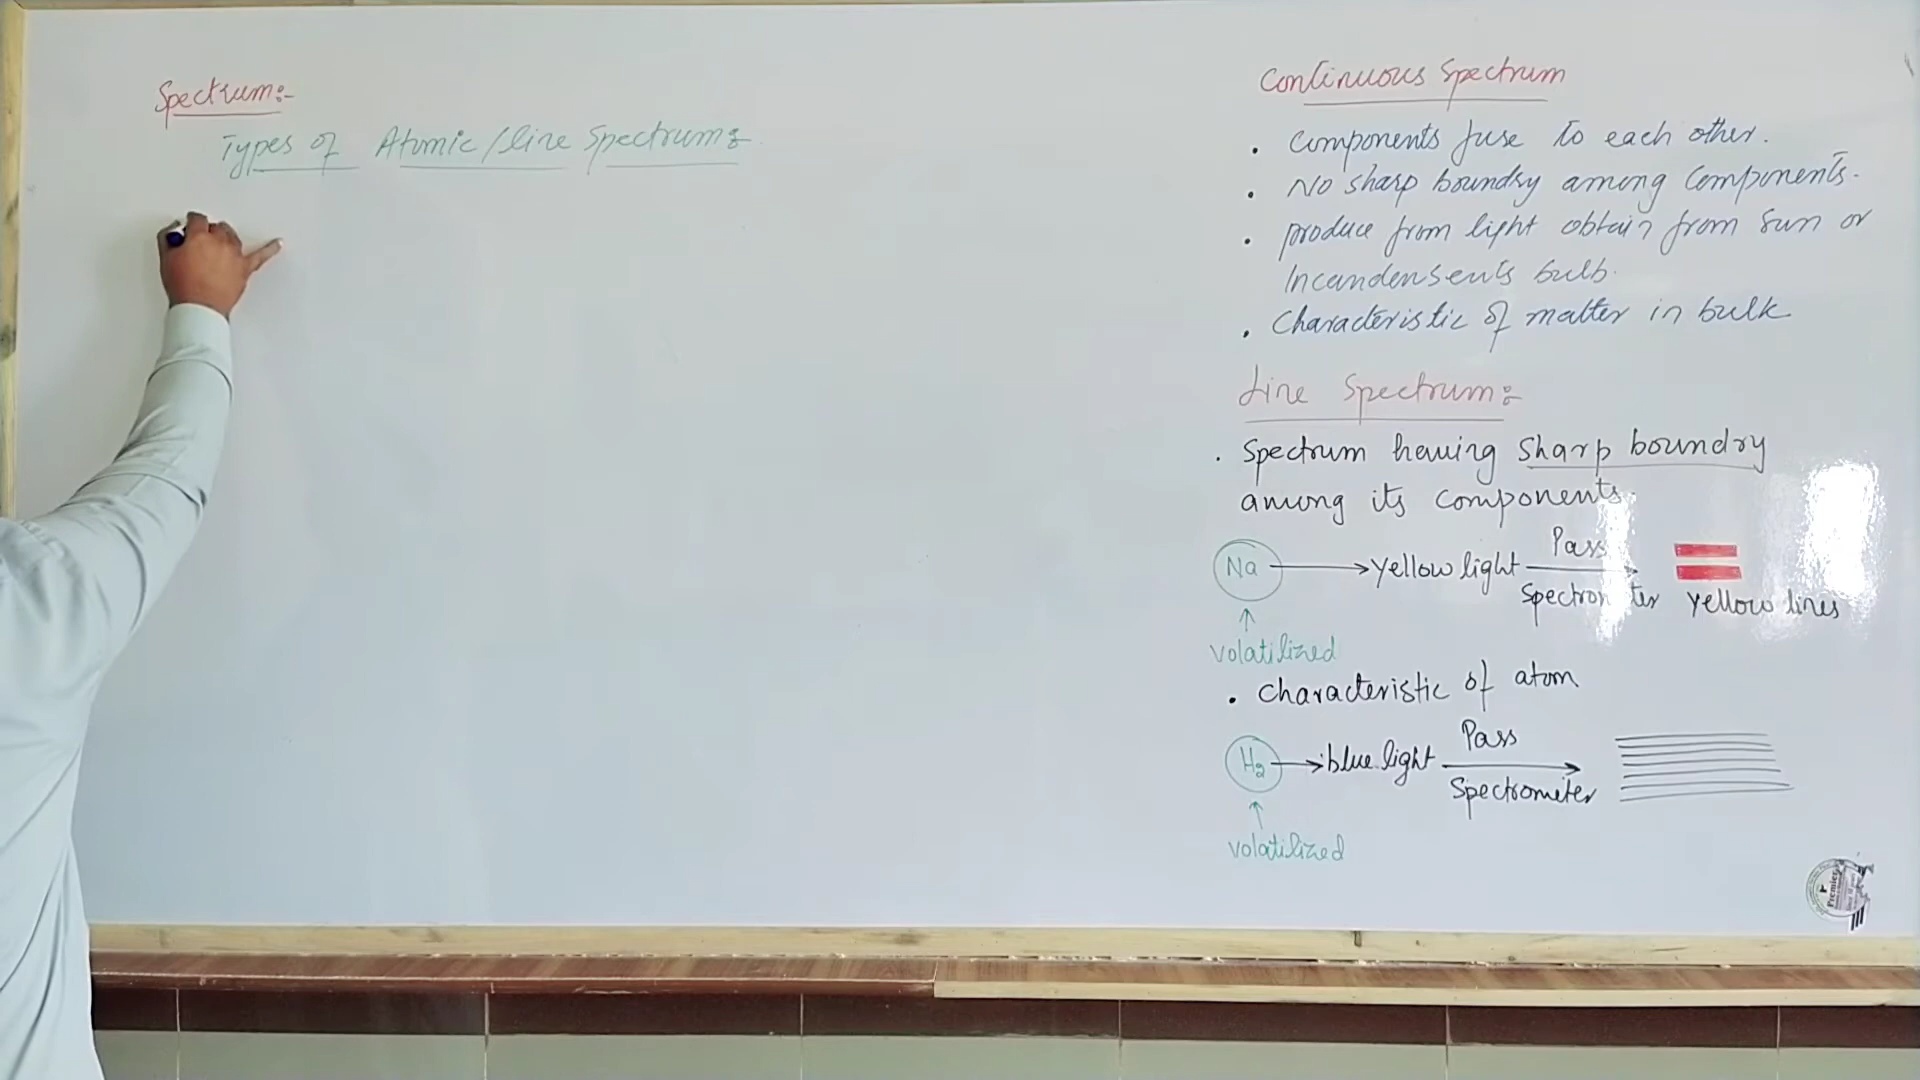 Spectrum:-
Types of Atomic/line Spectrum:
Continuous Spectrum
. Components fuse to each other.
. No sharp boundry among Components.
. produce from light obtain from Sun or
Incandensents bulb.
. Characteristic of matter in bulk
Line Spectrum:
. Spectrum having Sharp boundry
among its components.
Na → Yellow light Pass
Spectrometer Yellow lines
↑
volatilized
. Characteristic of atom
H2 → blue light Pass
Spectrometer
↑
volatilized
Premier